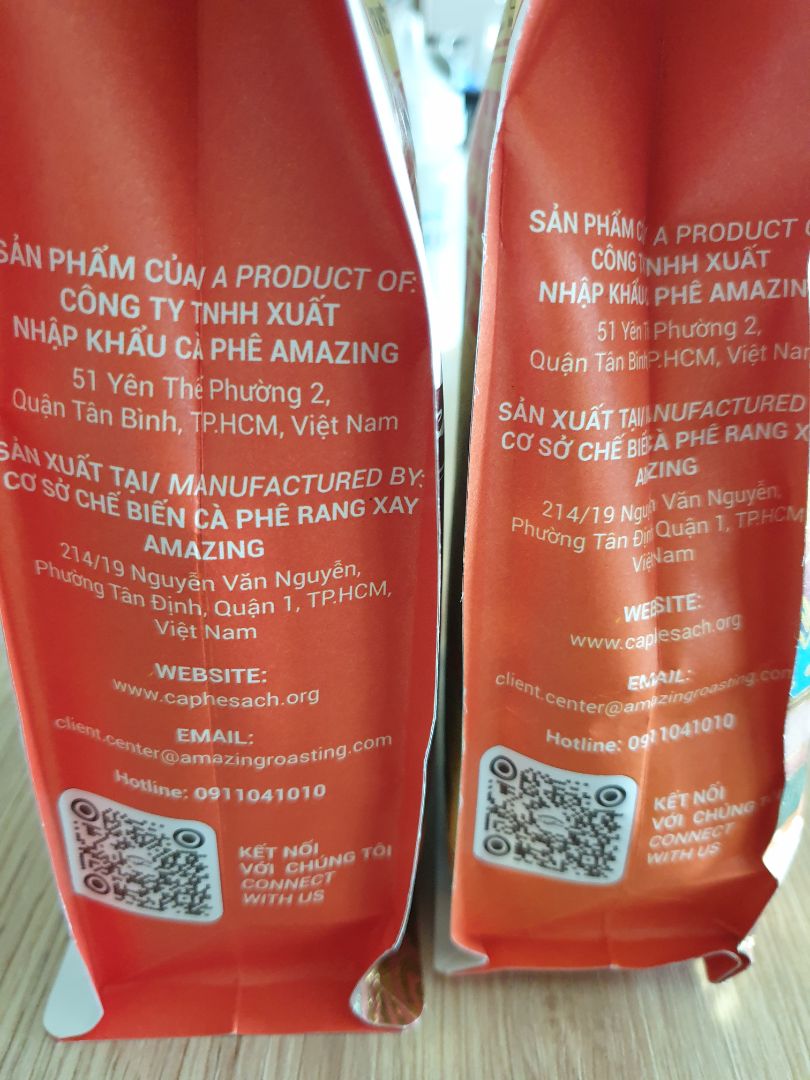 SẢN PHẨM CỦA/ A PRODUCT OF:
CÔNG TY TNHH XUẤT
NHẬP KHẨU CÀ PHÊ AMAZING
51 Yên Thế Phường 2,
Quận Tân Bình, TP.HCM, Việt Nam
SẢN XUẤT TẠI/ MANUFACTURED BY:
CƠ SỞ CHẾ BIẾN CÀ PHÊ RANG XAY
AMAZING
214/19 Nguyễn Văn Nguyễn,
Phường Tân Định, Quận 1, TP.HCM,
Việt Nam
WEBSITE:
www.caphesach.org
EMAIL:
client.center@amazingroasting.com
Hotline: 0911041010
KẾT NỐI
VỚI CHÚNG TÔI
CONNECT
WITH US
SẢN PHẨM A PRODUCT
CÔNG TNHH XUẤT
NHẬP KHẨU PHÊ AMAZIN
51 Yên Phường 2,
Quận Tân Bình P.HCM, Việt Nam
SẢN XUẤT TẠI/ MANUFACTURED
CƠ SỞ CHẾ BIẾN CÀ PHÊ RANG
AMAZING
214/19 Nguyễn Văn Nguyễn,
Phường Tân Định Quận 1, TP.HCM
Việt Nam
WEBSITE:
www.caphesach.org
EMAIL:
client.center@amazingroasting.com
Hotline: 0911041010
KẾT NỐI
VỚI CHÚNG TÔI
CONNECT
WITH US